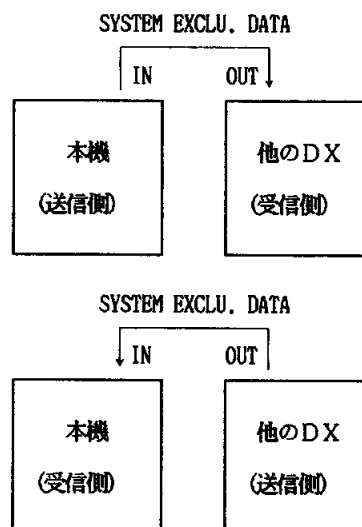 SYSTEM EXCLU. DATA
IN OUT
本機 他のDX
(送信側) (受信側)
SYSTEM EXCLU. DATA
IN OUT
本機 他のDX
(受信側) (送信側)